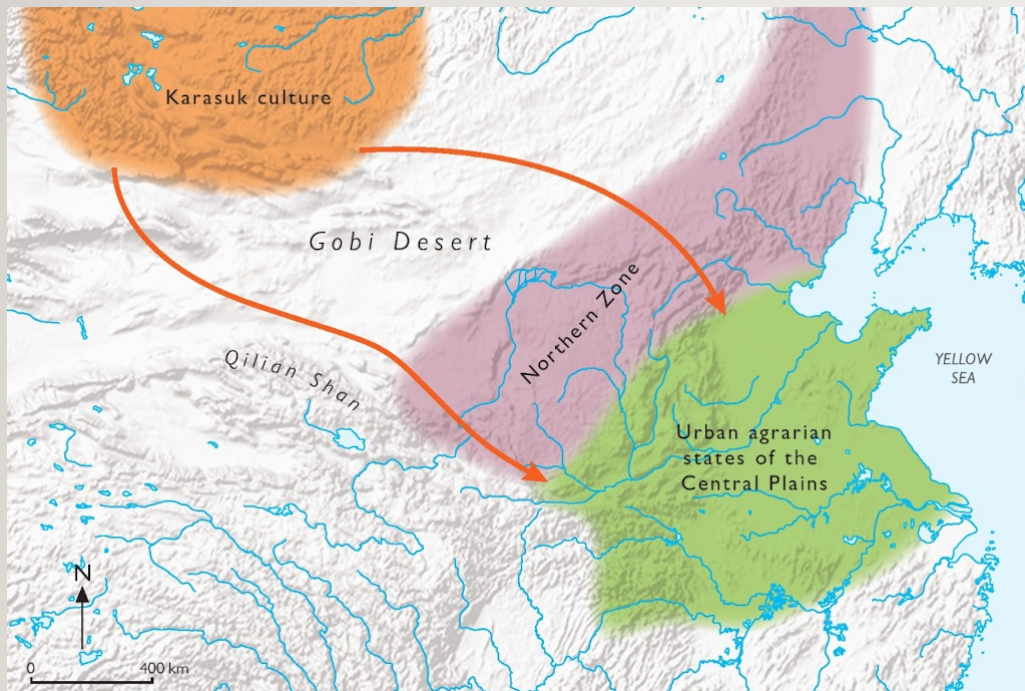 Karasuk culture
Gobi Desert
Northern Zone
Qilian Shan
YELLOW
SEA
Urban agrarian
states of the
Central Plains
N
0
400 km